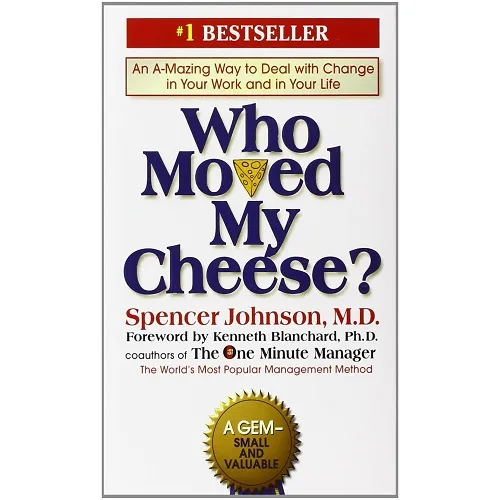 #1 BESTSELLER
An A-Mazing Way to Deal with Change
in Your Work and in Your Life
Who
Moved
My
Cheese?
Spencer Johnson, M.D.
Foreword by Kenneth Blanchard, Ph.D.
coauthors of The One Minute Manager
The World's Most Popular Management Method
A GEM–
SMALL
AND
VALUABLE